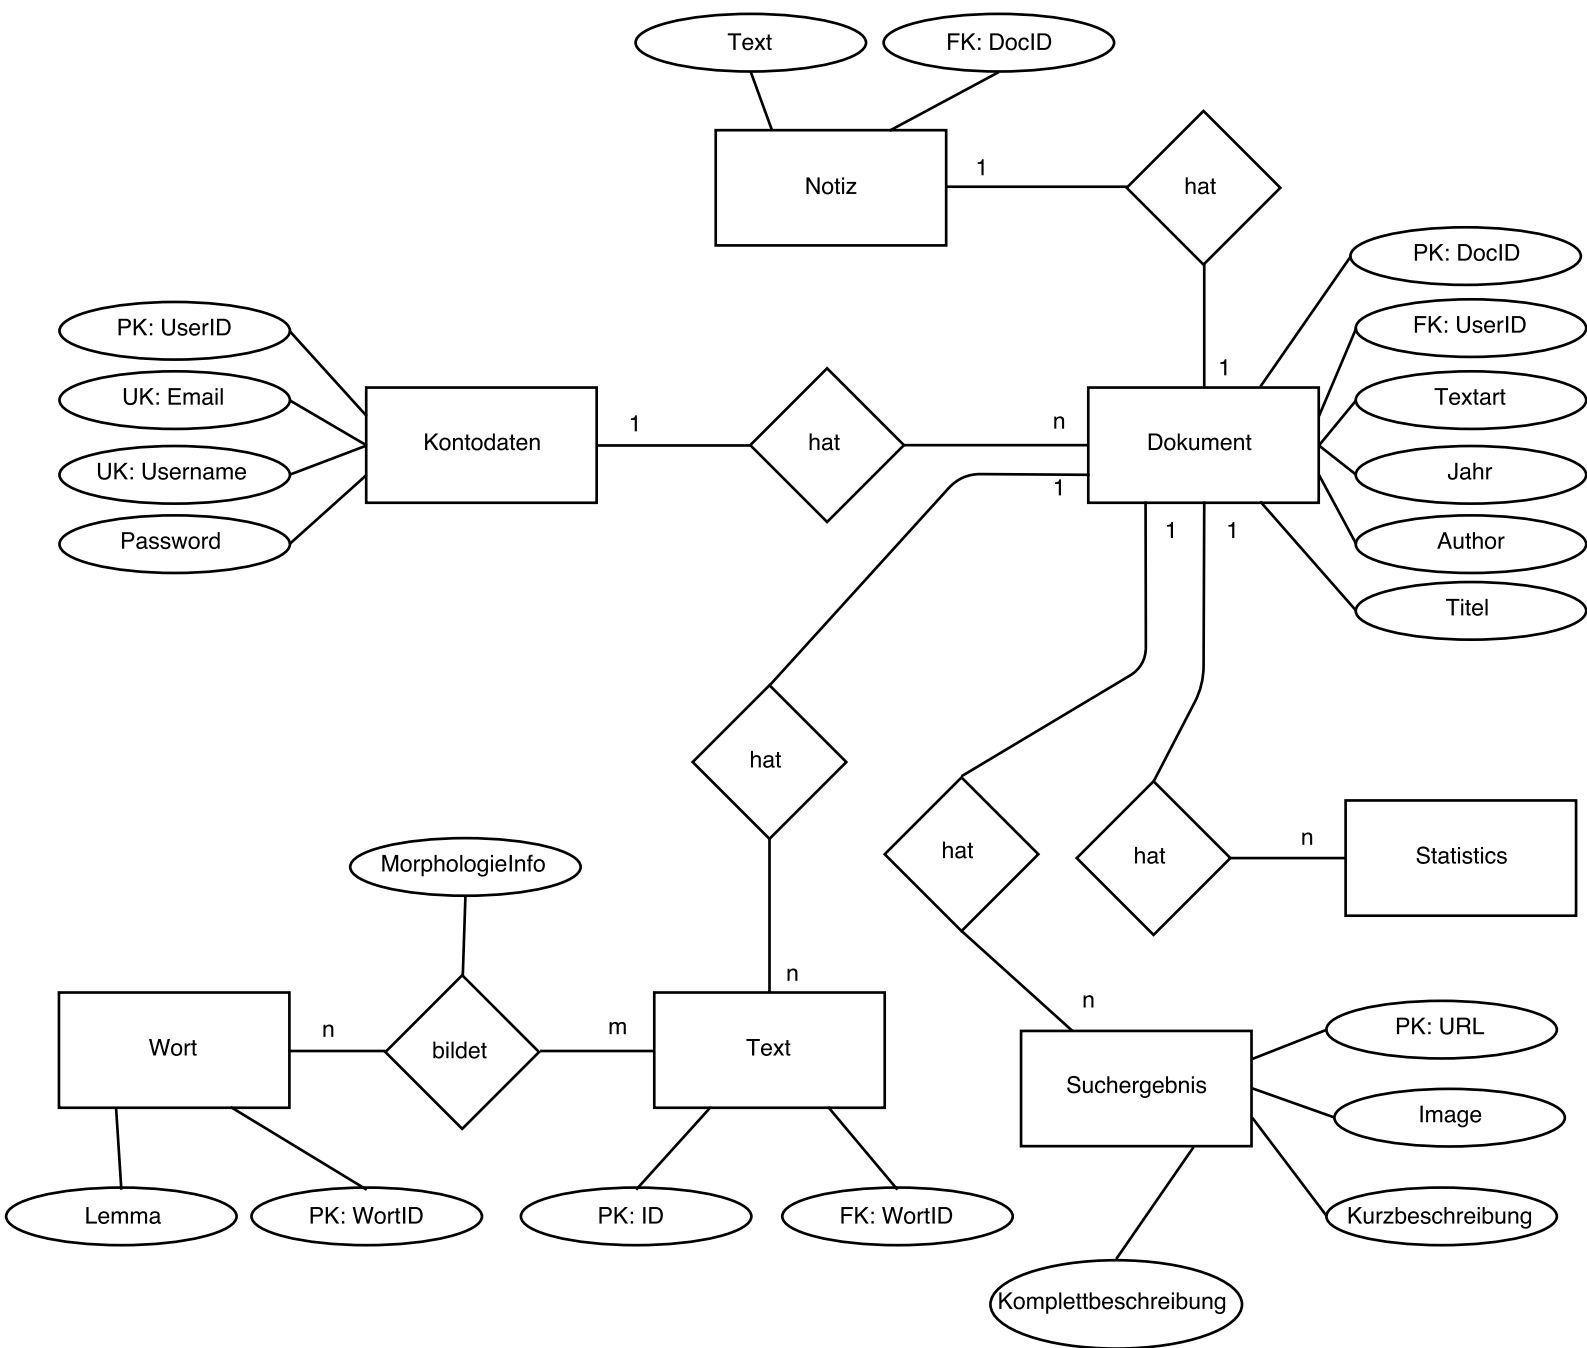 Text
FK: DocID
Notiz
1
hat
PK: DocID
FK: UserID
Textart
Jahr
Author
Titel
1
PK: UserID
UK: Email
UK: Username
Password
Kontodaten
1
hat
n
Dokument
1
1
1
hat
hat
hat
n
Statistics
MorphologieInfo
n
n
Wort
n
bildet
m
Text
Suchergebnis
PK: URL
Image
Kurzbeschreibung
Komplettbeschreibung
Lemma
PK: WortID
PK: ID
FK: WortID